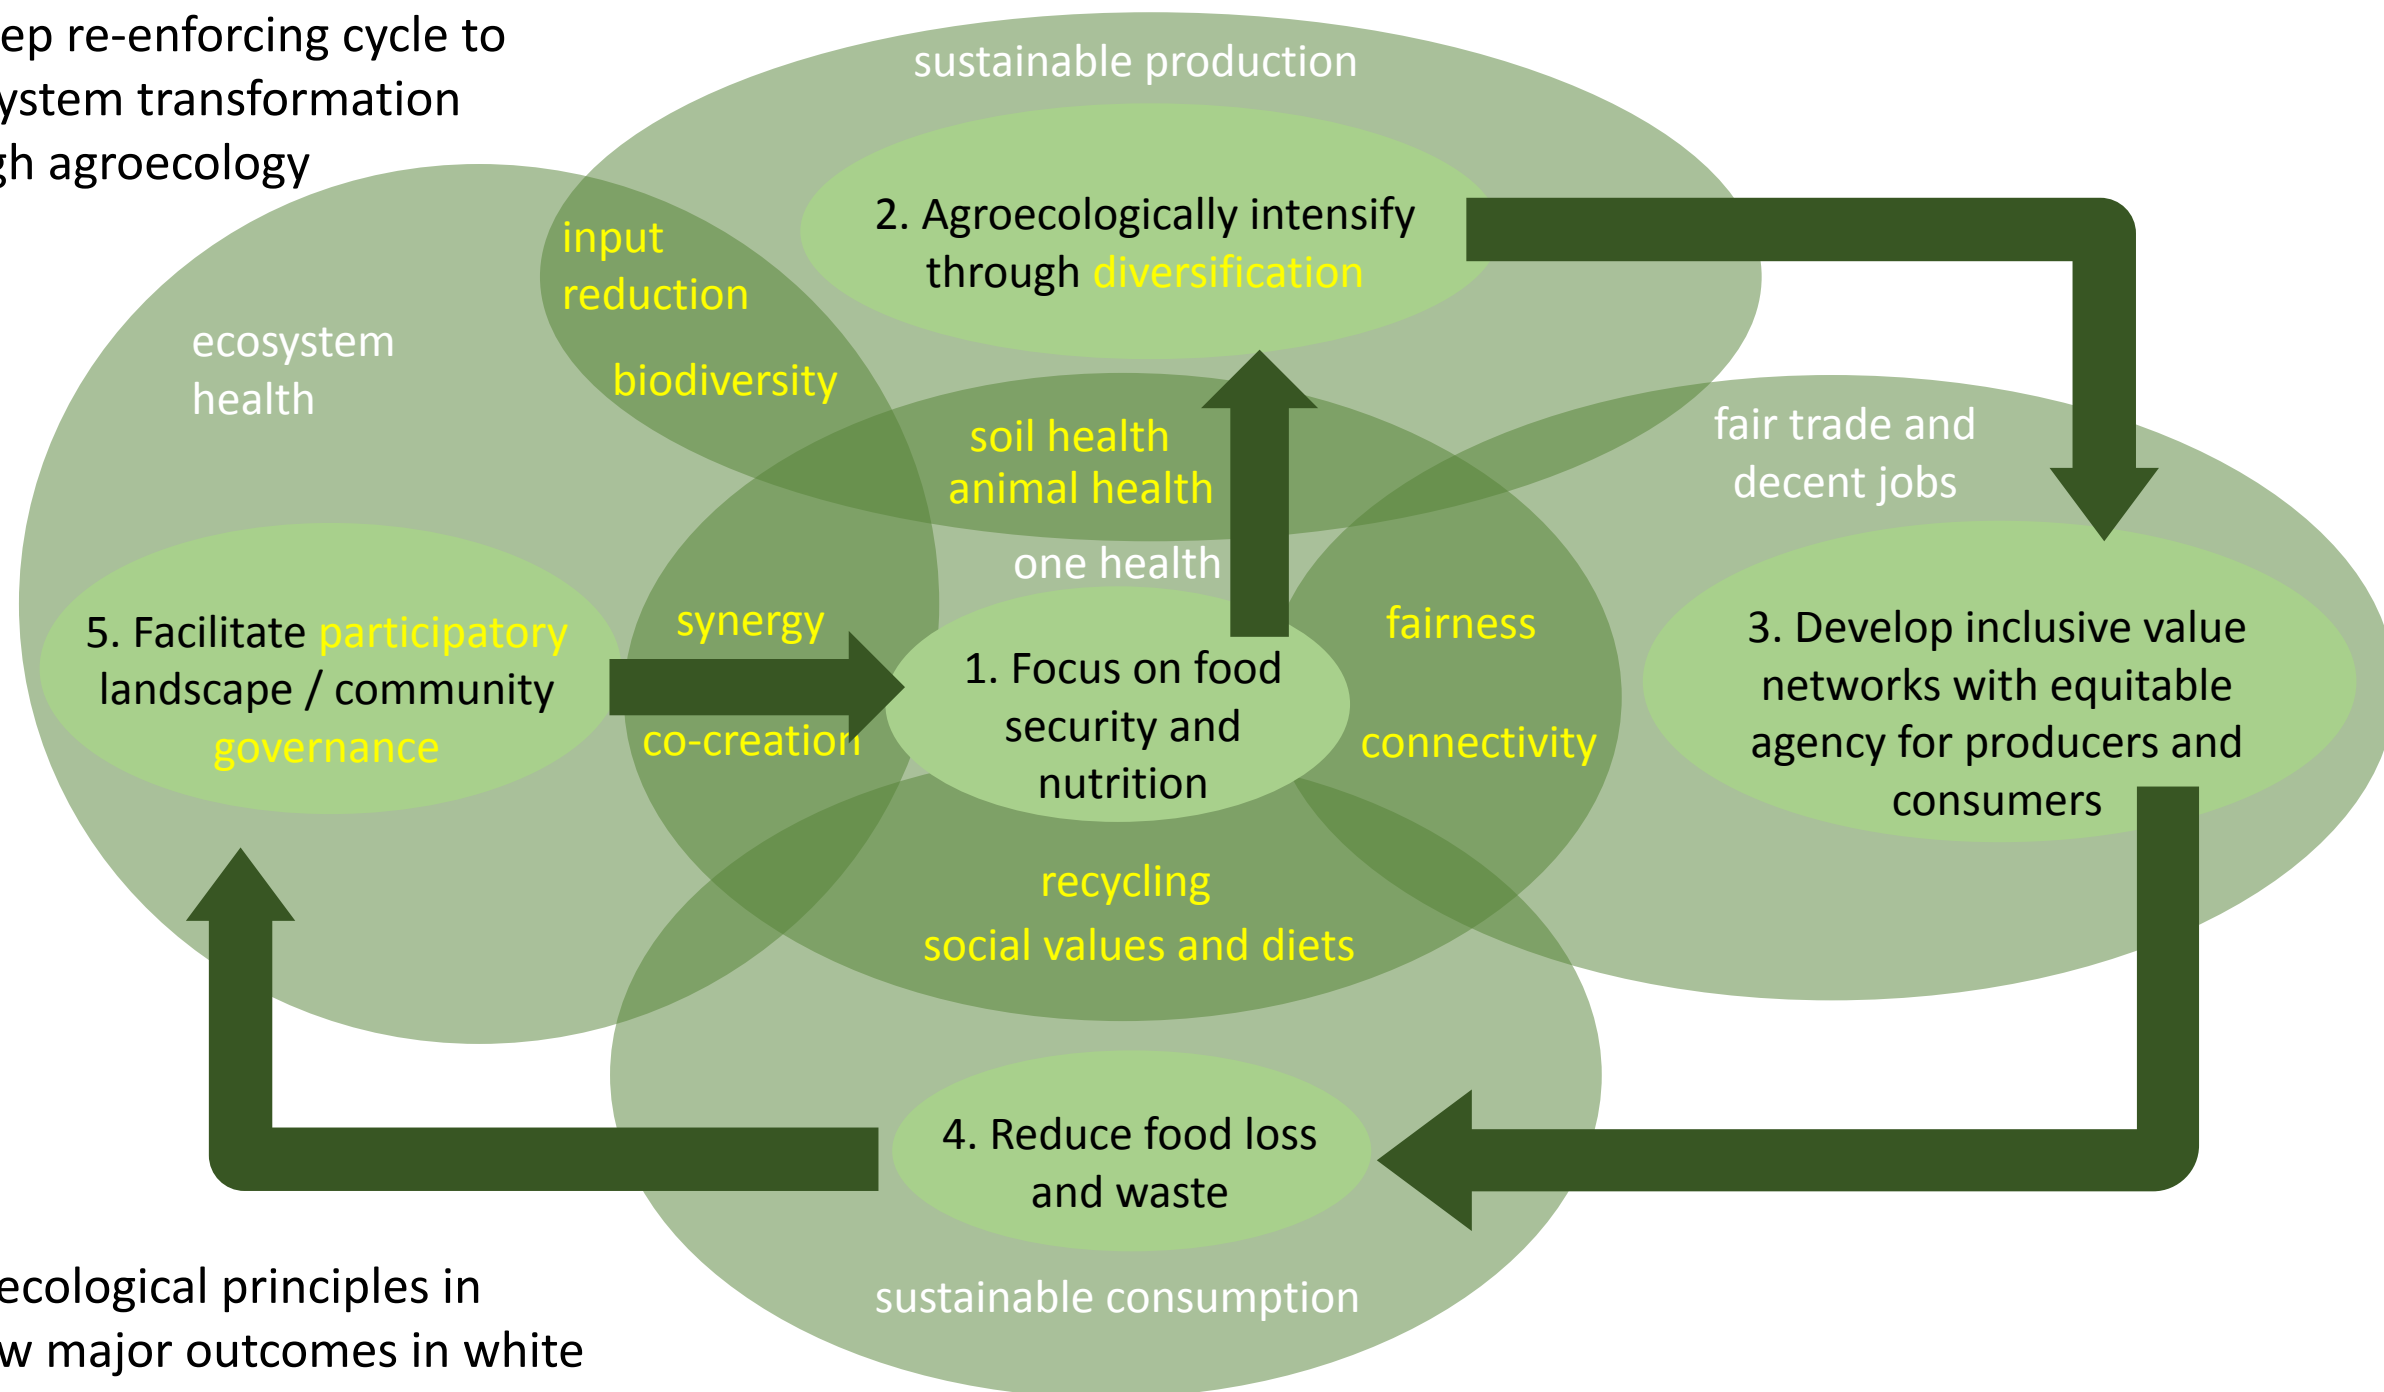 ep re-enforcing cycle to
ystem transformation
gh agroecology
sustainable production
2. Agroecologically intensify
through diversification
input
reduction
biodiversity
ecosystem
health
soil health
animal health
one health
fair trade and
decent jobs
5. Facilitate participatory
landscape / community
governance
synergy
co-creation
1. Focus on food
security and
nutrition
fairness
connectivity
3. Develop inclusive value
networks with equitable
agency for producers and
consumers
recycling
social values and diets
4. Reduce food loss
and waste
sustainable consumption
ecological principles in
w major outcomes in white